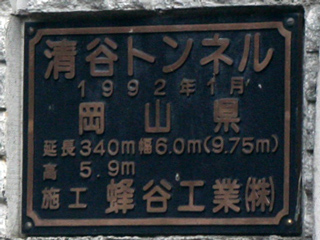 清谷トンネル
1992年1月
岡山県
延長340m幅6.0m(9.75m)
高5.9m
施工 蜂谷工業(株)